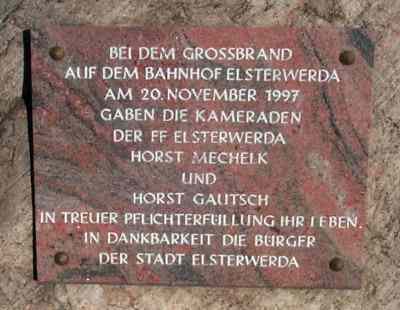 BEI DEM GROSSBRAND
AUF DEM BAHNHOF ELSTERWERDA
AM 20. NOVEMBER 1997
GABEN DIE KAMERADEN
DER FF ELSTERWERDA
HORST MECHELK
UND
HORST GAUTSCH
IN TREUER PFLICHTERFÜLLUNG IHR LEBEN.
IN DANKBARKEIT DIE BÜRGER
DER STADT ELSTERWERDA